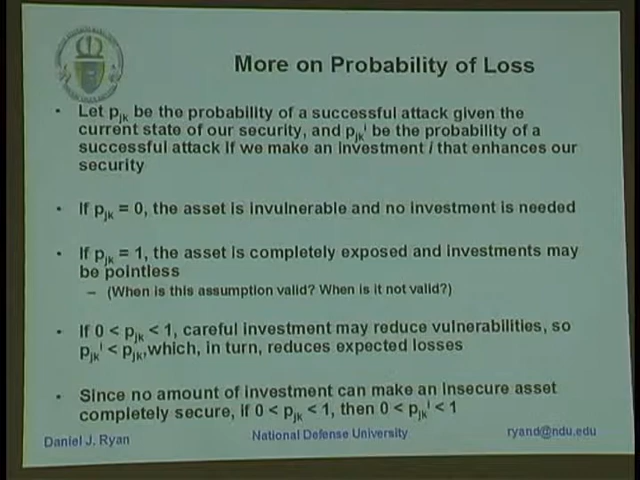 More on Probability of Loss
• Let pjk be the probability of a successful attack given the
current state of our security, and pjk^i be the probability of a
successful attack if we make an investment i that enhances our
security
• If pjk = 0, the asset is invulnerable and no investment is needed
• If pjk = 1, the asset is completely exposed and investments may
be pointless
– (When is this assumption valid? When is it not valid?)
• If 0 < pjk < 1, careful investment may reduce vulnerabilities, so
pjk^i < pjk, which, in turn, reduces expected losses
• Since no amount of investment can make an insecure asset
completely secure, if 0 < pjk < 1, then 0 < pjk^i < 1
Daniel J. Ryan
National Defense University
ryand@ndu.edu